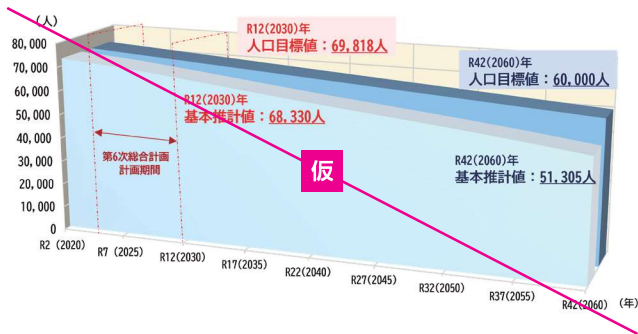 (人)
80,000
70,000
60,000
50,000
40,000
30,000
20,000
10,000
0
R12(2030)年
人口目標値：69,818人
R42(2060)年
人口目標値：60,000人
R12(2030)年
基本推計値：68,330人
第6次総合計画
計画期間
仮
R42(2060)年
基本推計値：51,305人
R2(2020)
R7(2025)
R12(2030)
R17(2035)
R22(2040)
R27(2045)
R32(2050)
R37(2055)
R42(2060)
(年)